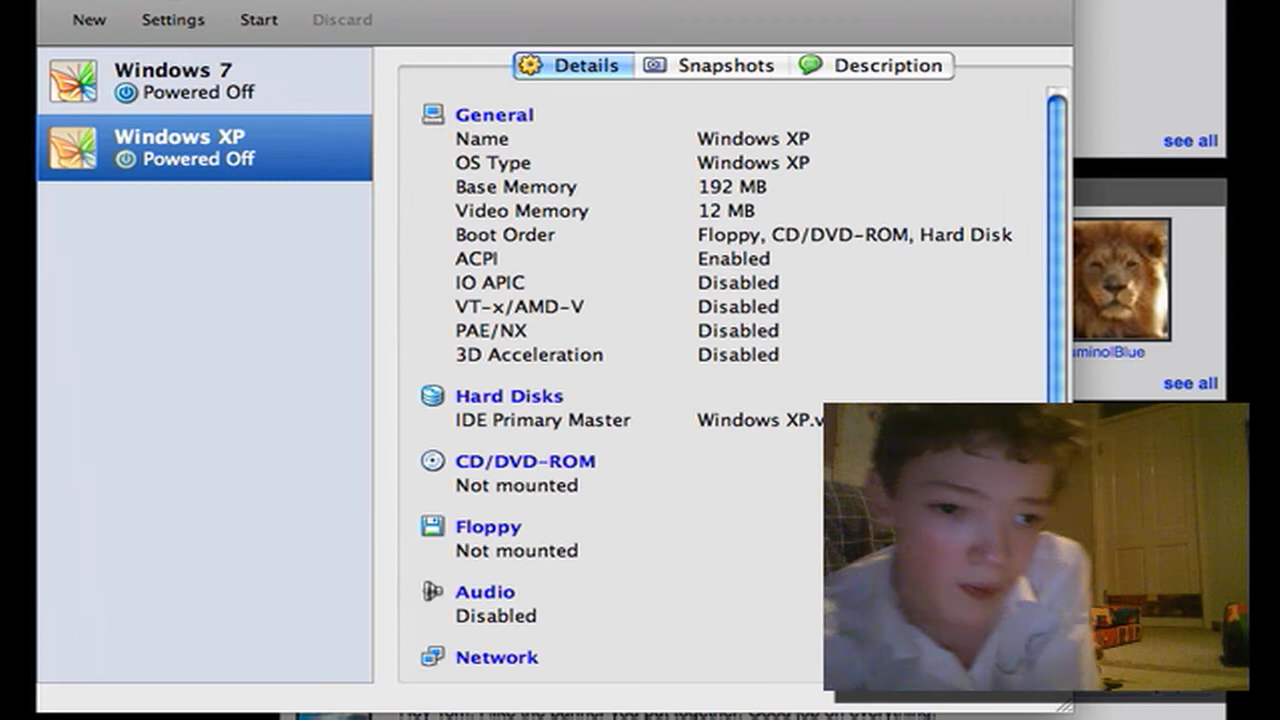 New Settings Start Discard
Windows 7
Powered Off
Windows XP
Powered Off
Details Snapshots Description
General
Name Windows XP
OS Type Windows XP
Base Memory 192 MB
Video Memory 12 MB
Boot Order Floppy, CD/DVD-ROM, Hard Disk
ACPI Enabled
IO APIC Disabled
VT-x/AMD-V Disabled
PAE/NX Disabled
3D Acceleration Disabled
Hard Disks
IDE Primary Master Windows XP.v
CD/DVD-ROM
Not mounted
Floppy
Not mounted
Audio
Disabled
Network
see all
minolBlue
see all